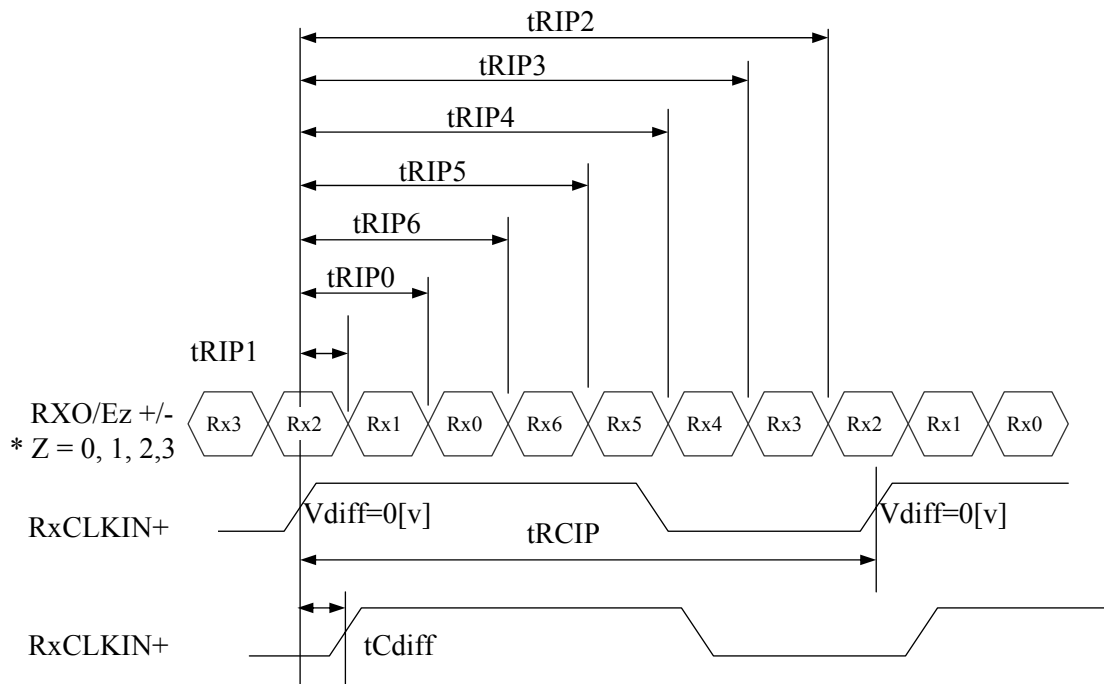 tRIP2
tRIP3
tRIP4
tRIP5
tRIP6
tRIP0
tRIP1
RXO/Ez +/-
* Z = 0, 1, 2,3
Rx3 Rx2 Rx1 Rx0 Rx6 Rx5 Rx4 Rx3 Rx2 Rx1 Rx0
RxCLKIN+
Vdiff=0[v]
Vdiff=0[v]
tRCIP
RxCLKIN+
tCdiff